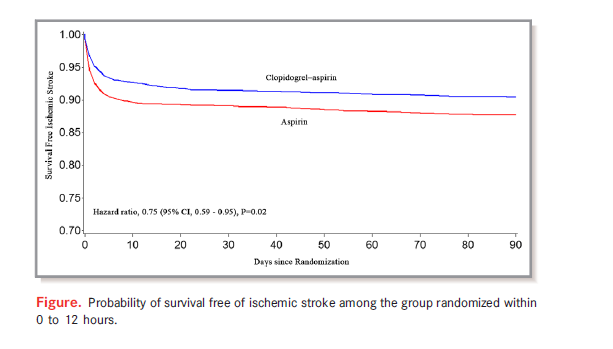 Survival Free Ischemic Stroke
1.00
0.95
0.90
0.85
0.80
0.75
0.70
Clopidogrel–aspirin
Aspirin
Hazard ratio, 0.75 (95% CI, 0.59 - 0.95), P=0.02
0 10 20 30 40 50 60 70 80 90
Days since Randomization
Figure. Probability of survival free of ischemic stroke among the group randomized within
0 to 12 hours.